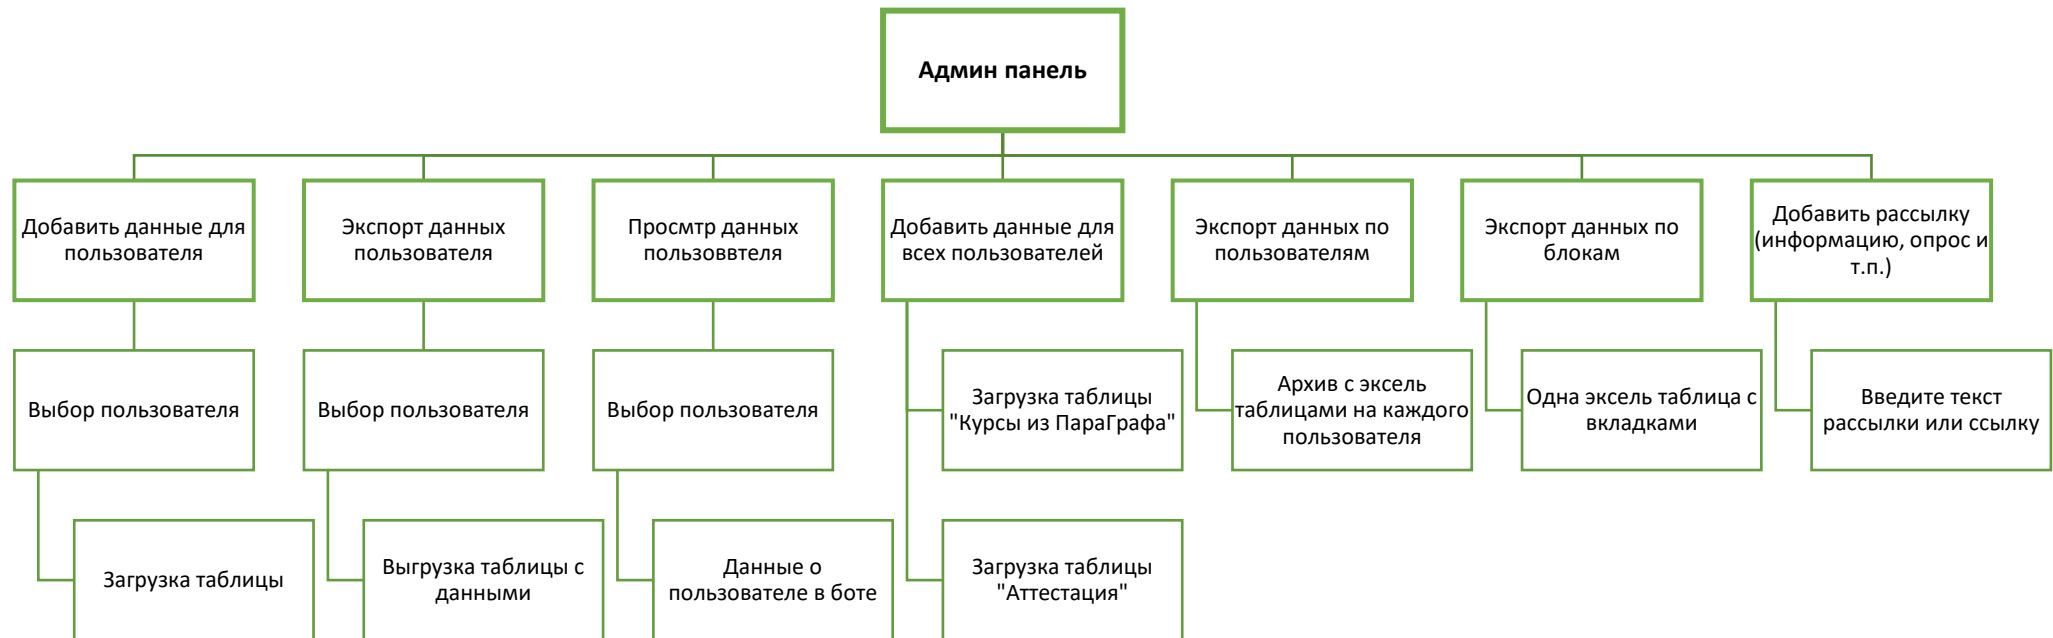 Админ панель
Добавить данные для
пользователя
Экспорт данных
пользователя
Просмтр данных
пользоввтеля
Добавить данные для
всех пользователей
Экспорт данных по
пользователям
Экспорт данных по
блокам
Добавить рассылку
(информацию, опрос и
т.п.)
Выбор пользователя
Выбор пользователя
Выбор пользователя
Загрузка таблицы
"Курсы из ПараГрафа"
Архив с эксель
таблицами на каждого
пользователя
Одна эксель таблица с
вкладками
Введите текст
рассылки или ссылку
Загрузка таблицы
Выгрузка таблицы с
данными
Данные о
пользователе в боте
Загрузка таблицы
"Аттестация"